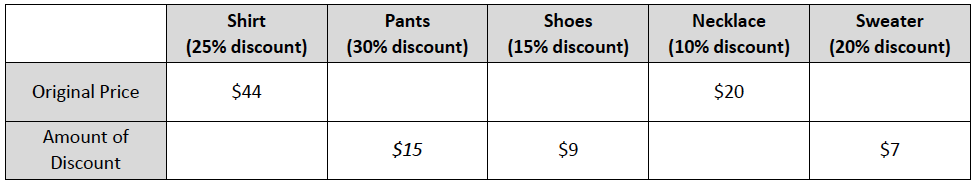 Shirt
(25% discount)
Pants
(30% discount)
Shoes
(15% discount)
Necklace
(10% discount)
Sweater
(20% discount)
Original Price
$44
$20
Amount of
Discount
$15
$9
$7